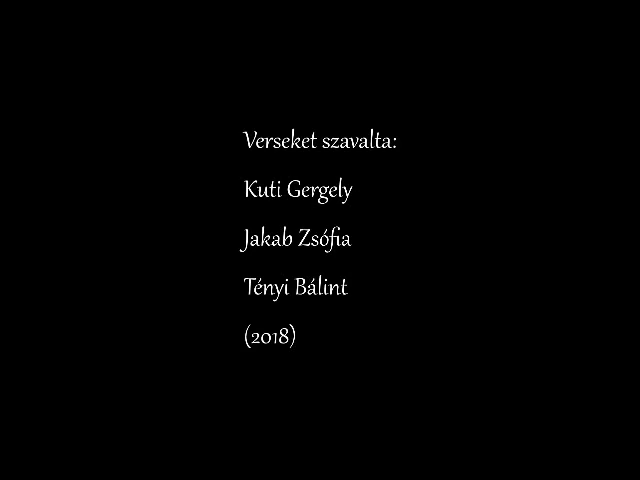 Verseket szavalta:
Kuti Gergely
Jakab Zsófia
Tényi Bálint
(2018)